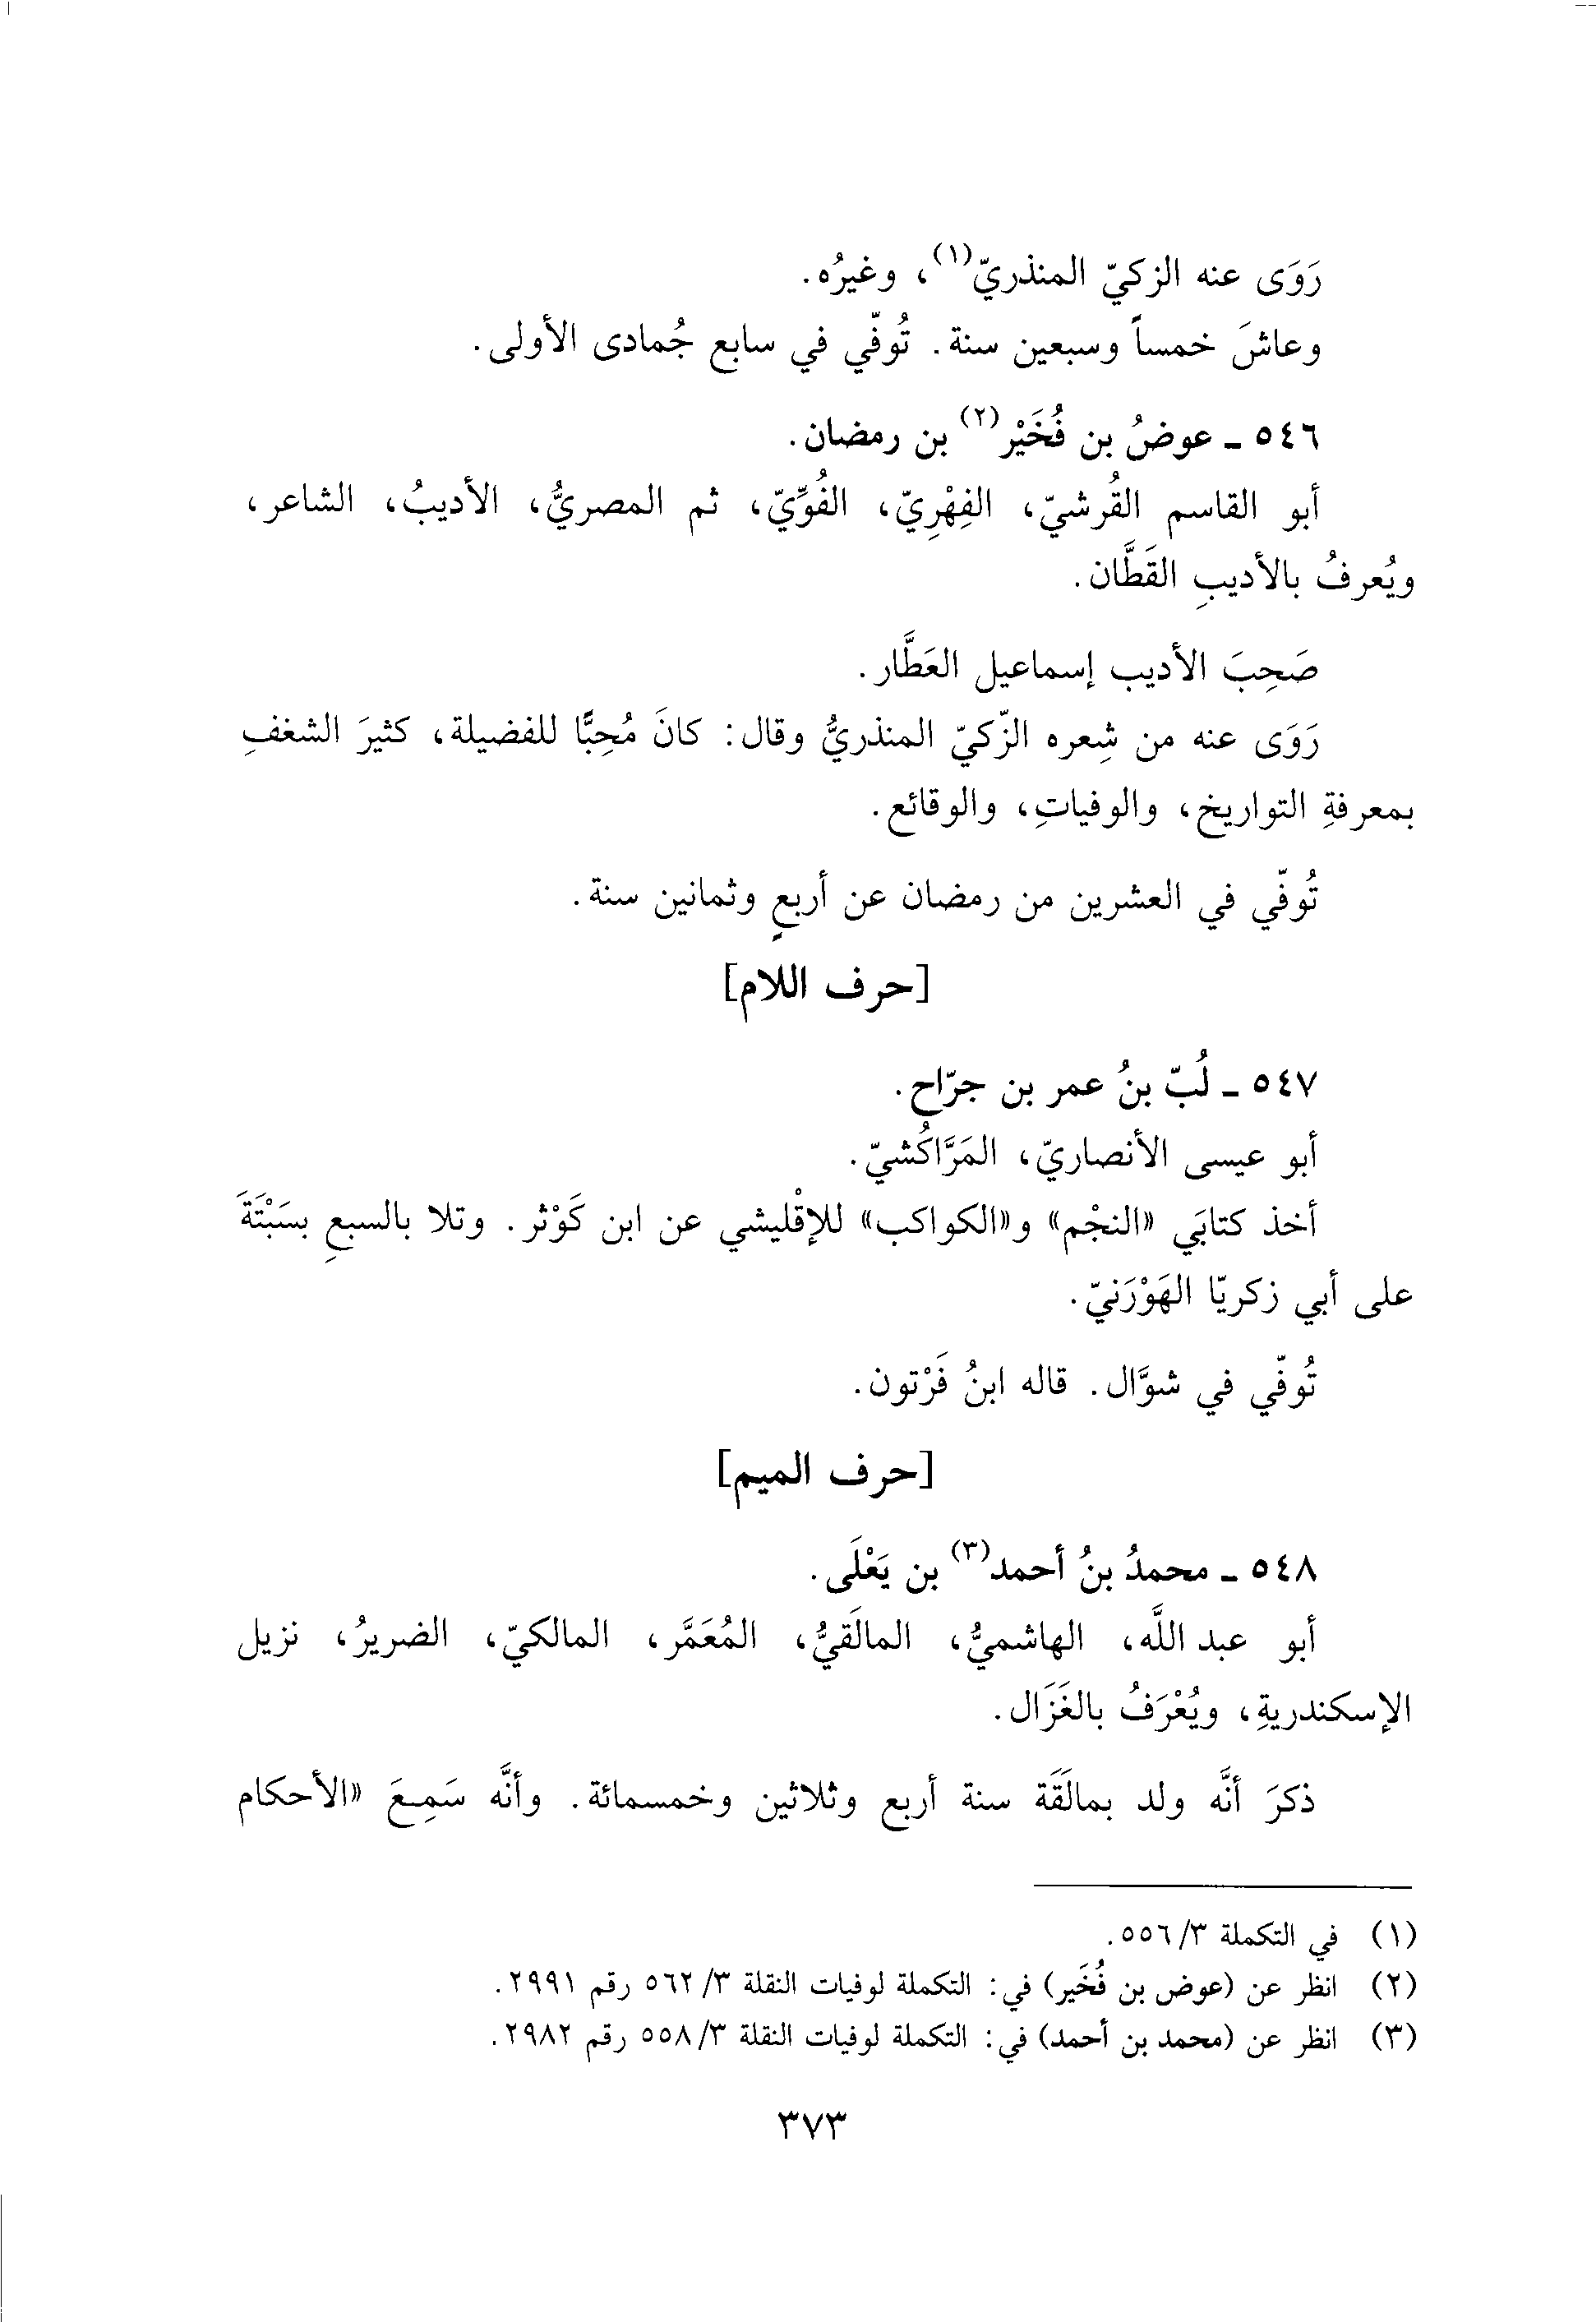 رَوَى عنه الزكيّ المنذريّ(١)، وغيرُه.
وعاشَ خمساً وسبعين سنة. تُوفّي في سابع جُمادى الأولى.
٥٤٦ - عوضُ بن فُخَيْر(٢) بن رمضان.
أبو القاسم القُرشيّ، الفِهْرِيّ، الفُوِّيّ، ثم المصريُّ، الأديبُ، الشاعر،
ويُعرفُ بالأديبِ القَطَّان.
صَحِبَ الأديب إسماعيل العَطَّار.
رَوَى عنه من شِعره الزّكيّ المنذريُّ وقال: كانَ مُحِبًّا للفضيلة، كثيرَ الشغفِ
بمعرفةِ التواريخ، والوفياتِ، والوقائع.
تُوفّي في العشرين من رمضان عن أربعٍ وثمانين سنة.
[حرف اللام]
٥٤٧ - لُبّ بنُ عمر بن جرّاح.
أبو عيسى الأنصاريّ، المَرَّاكُشيّ.
أخذ كتابَي «النجْم» و«الكواكب» للإقْليشي عن ابن كَوْثر. وتلا بالسبعِ بسَبْتَةَ
على أبي زكريّا الهَوْزَنيّ.
تُوفّي في شوَّال. قاله ابنُ فَرْتون.
[حرف الميم]
٥٤٨ - محمدُ بنُ أحمد(٣) بن يَعْلَى.
أبو عبد اللَّه، الهاشميُّ، المالَقيُّ، المُعَمَّر، المالكيّ، الضريرُ، نزيل
الإسكندريةِ، ويُعْرَفُ بالغَزَال.
ذكرَ أنَّه ولد بمالَقَة سنة أربع وثلاثين وخمسمائة. وأنَّه سَمِعَ «الأحكام
(١) في التكملة ٣/ ٥٥٦.
(٢) انظر عن (عوض بن فُخَير) في: التكملة لوفيات النقلة ٣/ ٥٦٢ رقم ٢٩٩١.
(٣) انظر عن (محمد بن أحمد) في: التكملة لوفيات النقلة ٣/ ٥٥٨ رقم ٢٩٨٢.
٣٧٣